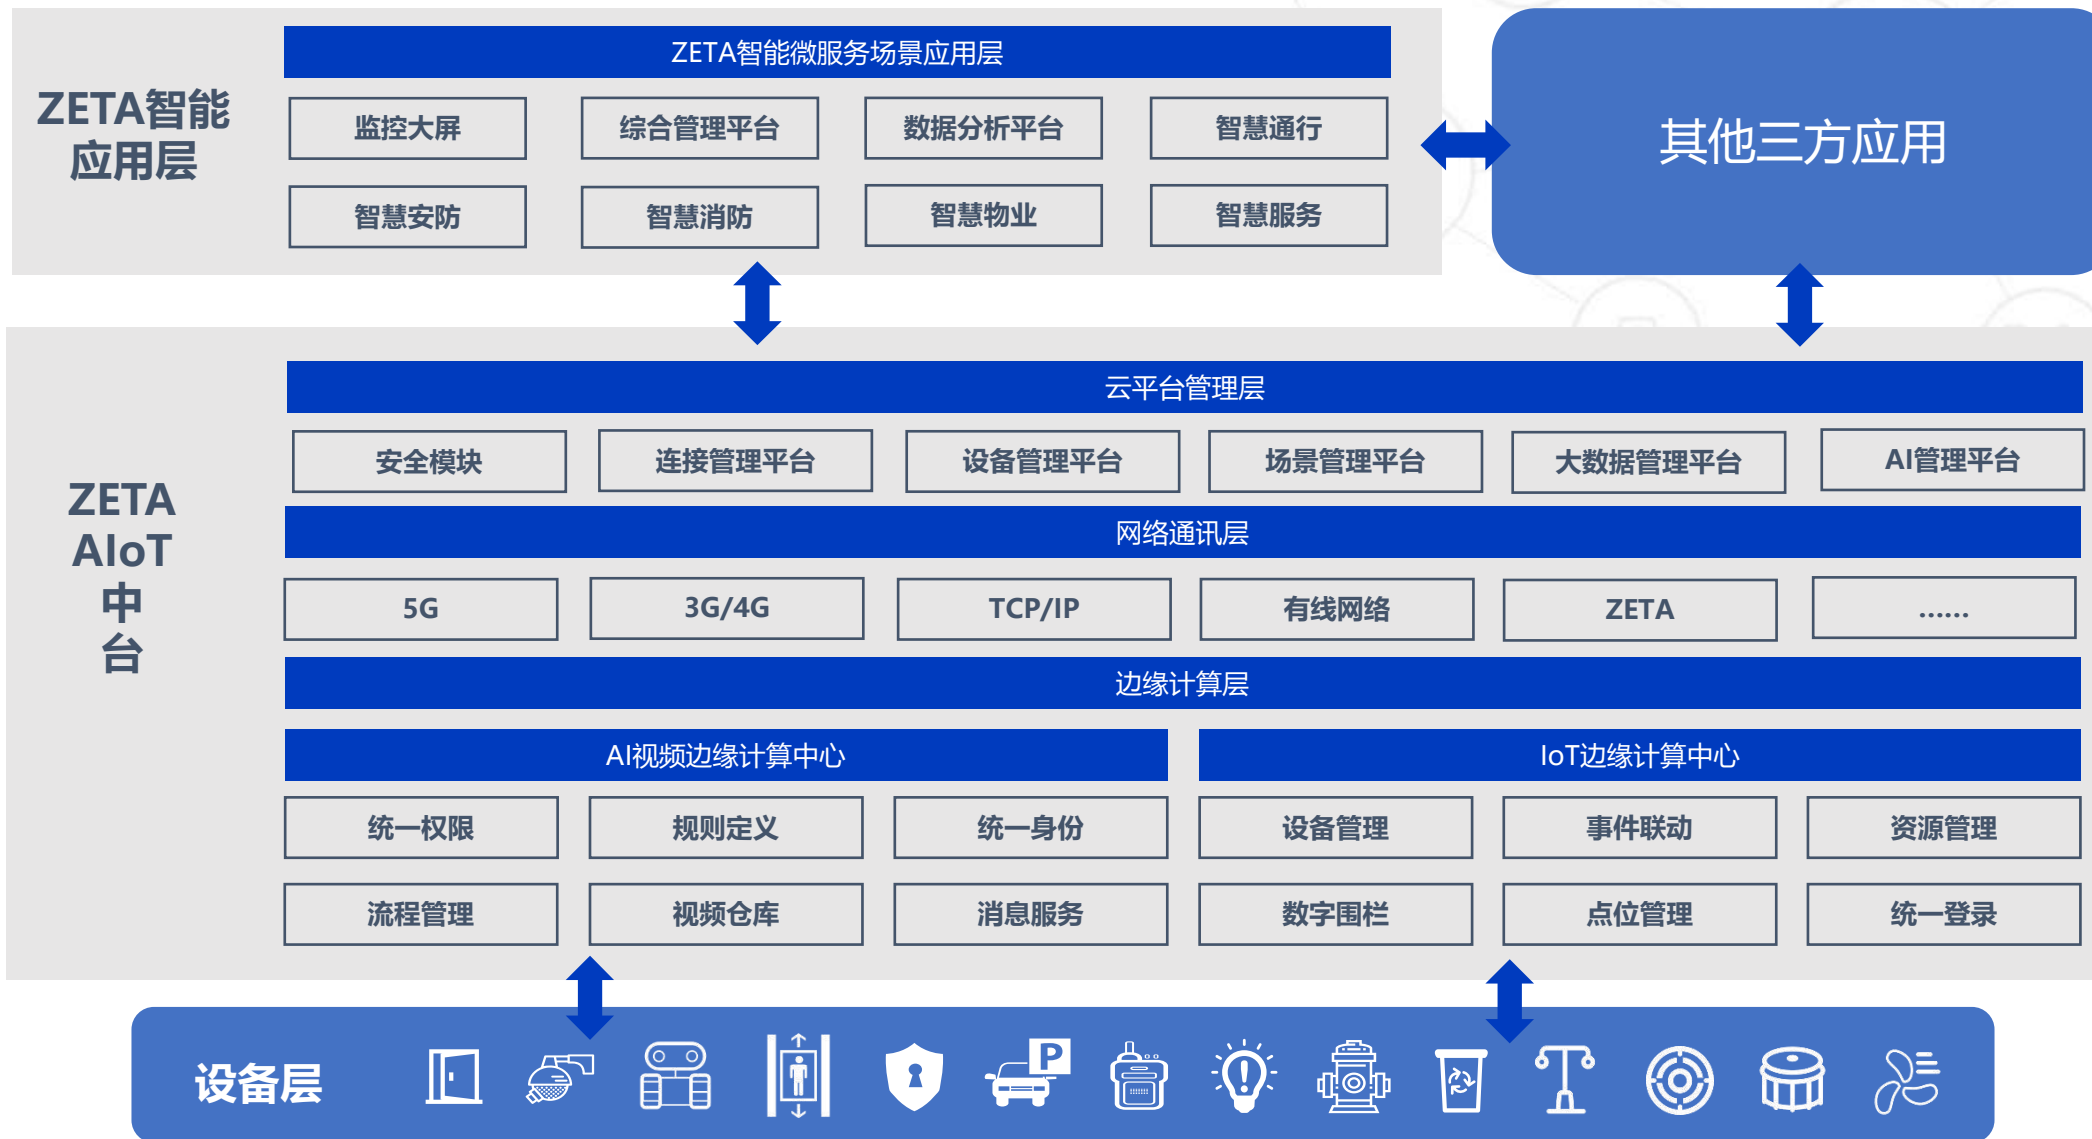 ZETA智能
应用层
ZETA智能微服务场景应用层
监控大屏
综合管理平台
数据分析平台
智慧通行
智慧安防
智慧消防
智慧物业
智慧服务
其他三方应用
ZETA
AIoT
中
台
云平台管理层
安全模块
连接管理平台
设备管理平台
场景管理平台
大数据管理平台
AI管理平台
网络通讯层
5G
3G/4G
TCP/IP
有线网络
ZETA
……
边缘计算层
AI视频边缘计算中心
IoT边缘计算中心
统一权限
规则定义
统一身份
设备管理
事件联动
资源管理
流程管理
视频仓库
消息服务
数字围栏
点位管理
统一登录
设备层
P